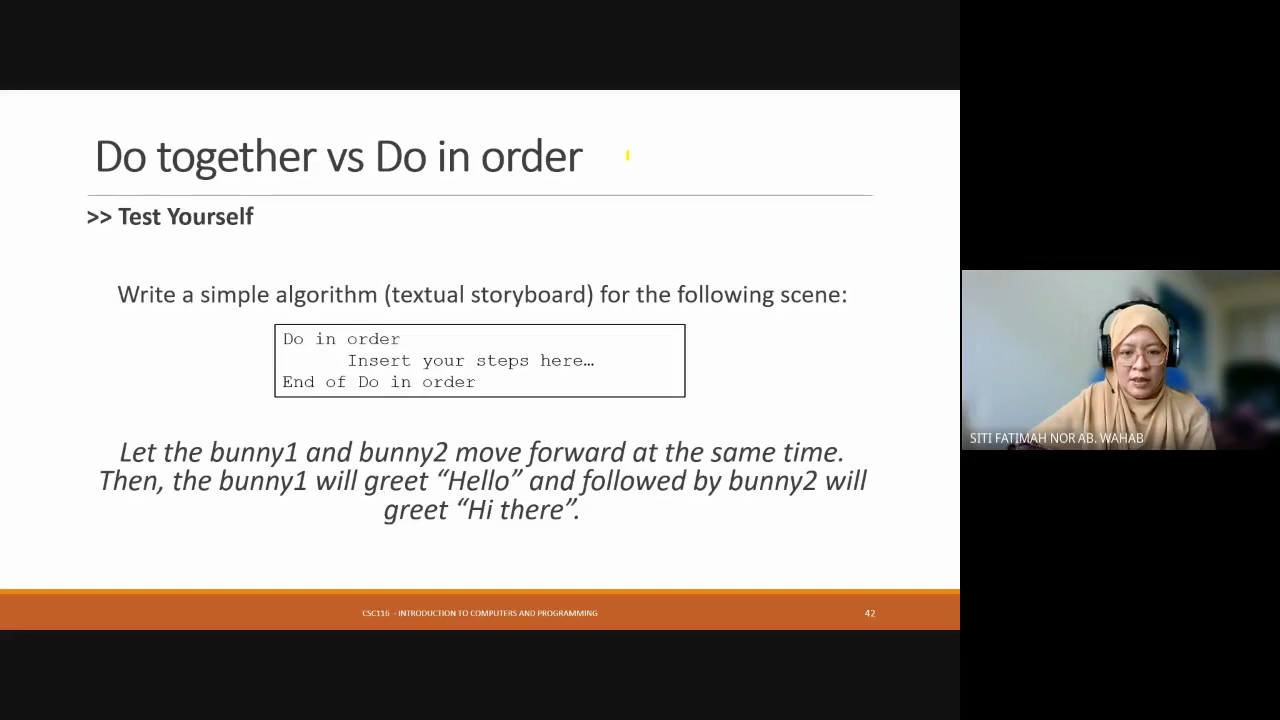 Do together vs Do in order
>> Test Yourself
Write a simple algorithm (textual storyboard) for the following scene:
Do in order
Insert your steps here…
End of Do in order
Let the bunny1 and bunny2 move forward at the same time.
Then, the bunny1 will greet “Hello” and followed by bunny2 will
greet “Hi there”.
CSC116 - INTRODUCTION TO COMPUTERS AND PROGRAMMING
42
SITI FATIMAH NOR AB. WAHAB